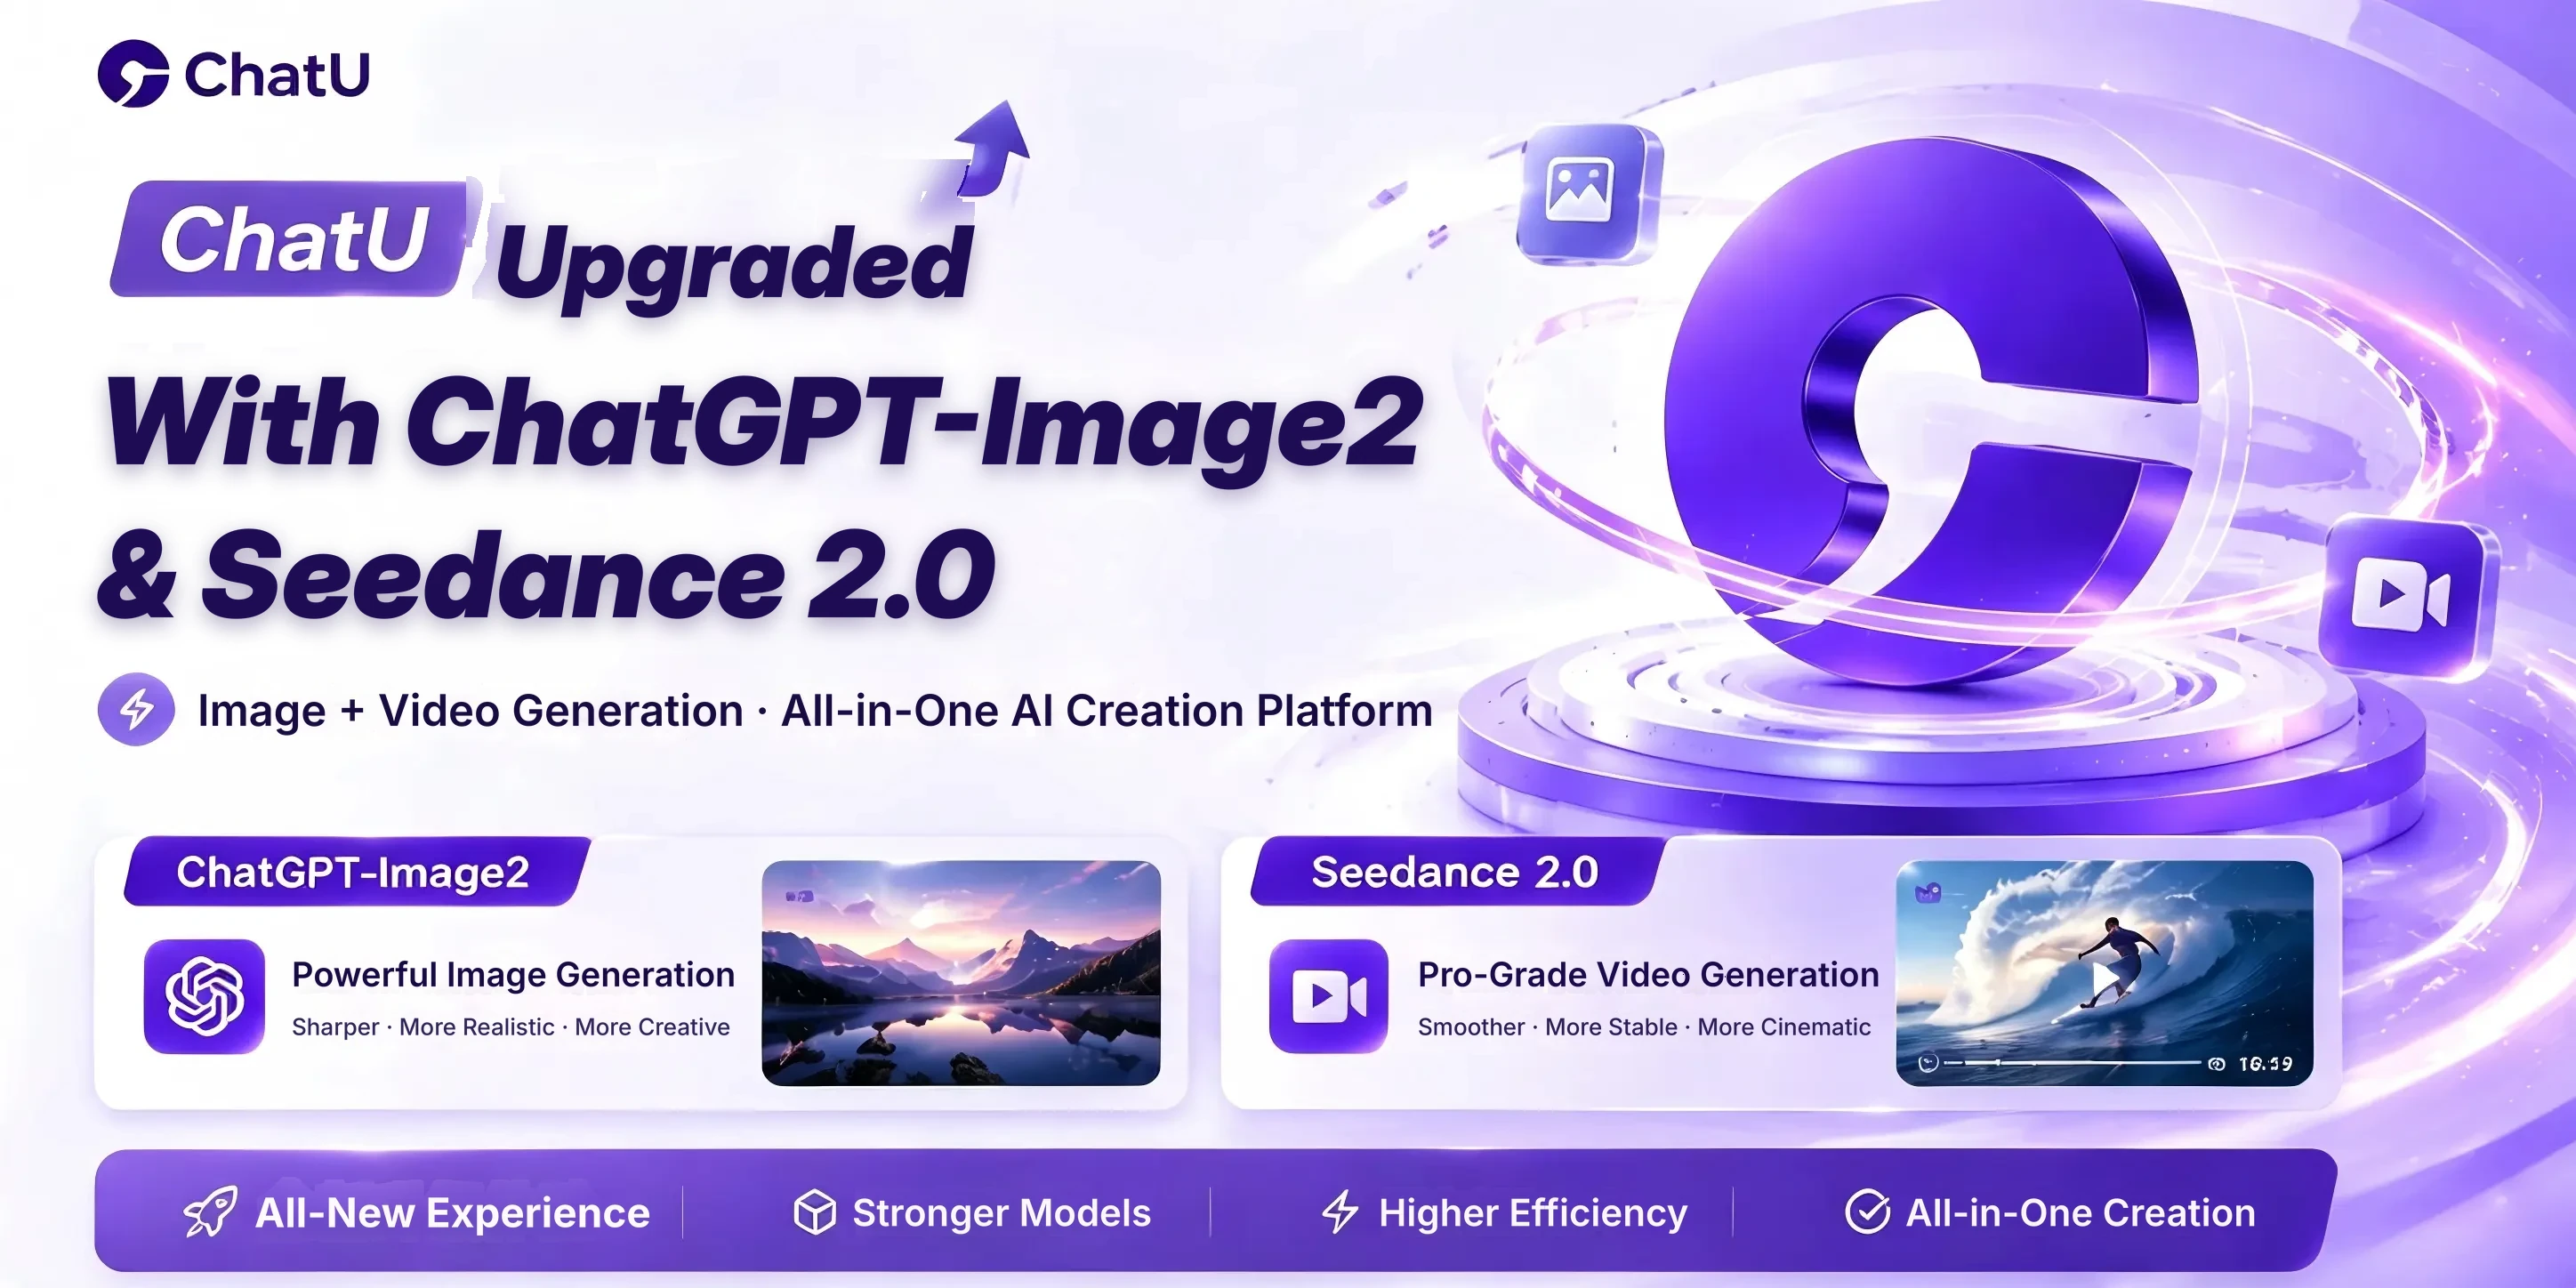 ChatU
ChatU Upgraded
With ChatGPT-Image2
& Seedance 2.0
Image + Video Generation · All-in-One AI Creation Platform
ChatGPT-Image2
Powerful Image Generation
Sharper · More Realistic · More Creative
Seedance 2.0
Pro-Grade Video Generation
Smoother · More Stable · More Cinematic
All-New Experience
Stronger Models
Higher Efficiency
All-in-One Creation